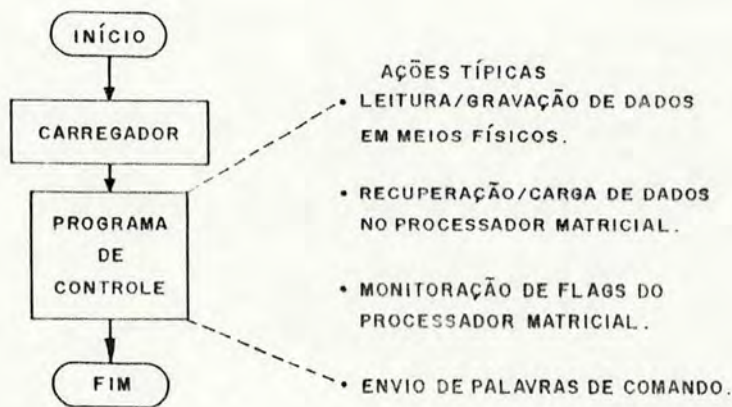 INÍCIO
CARREGADOR
PROGRAMA
DE
CONTROLE
FIM
AÇÕES TÍPICAS
• LEITURA/GRAVAÇÃO DE DADOS
EM MEIOS FÍSICOS.
• RECUPERAÇÃO/CARGA DE DADOS
NO PROCESSADOR MATRICIAL.
• MONITORAÇÃO DE FLAGS DO
PROCESSADOR MATRICIAL.
• ENVIO DE PALAVRAS DE COMANDO.